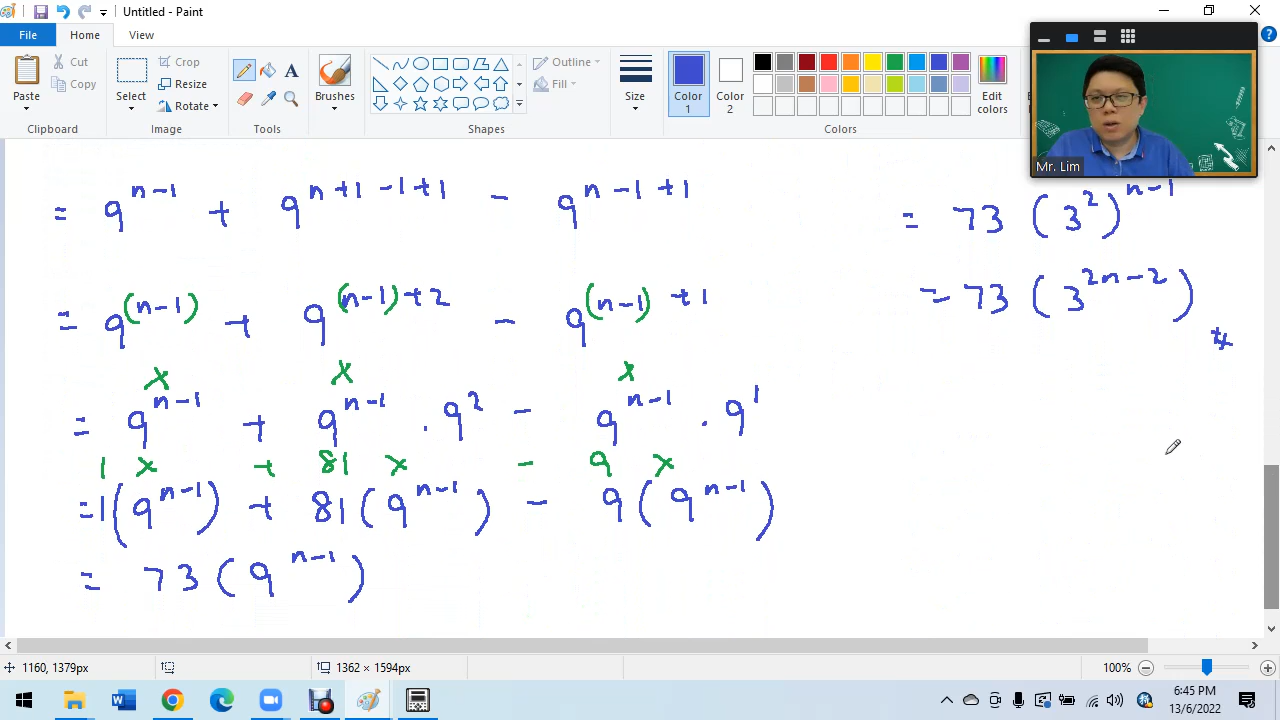 Untitled - Paint
File Home View
Paste
Cut
Copy
Clipboard
Select
Crop
Resize
Rotate
Image
A
Tools
Brushes
Outline
Fill
Shapes
Size
Color 1
Color 2
Edit colors
Colors
Mr. Lim
= 9^{n-1} + 9^{n+1-1+1} - 9^{n-1+1}
= 9^{(n-1)} + 9^{(n-1)+2} - 9^{(n-1)+1}
x x x
= 9^{n-1} + 9^{n-1} . 9^2 - 9^{n-1} . 9^1
1 x + 81 x - 9 x
= 1(9^{n-1}) + 81(9^{n-1}) - 9(9^{n-1})
= 73(9^{n-1})
= 73(3^2)^{n-1}
= 73(3^{2n-2})
1160, 1379px
1362 × 1594px
100%
6:45 PM
13/6/2022